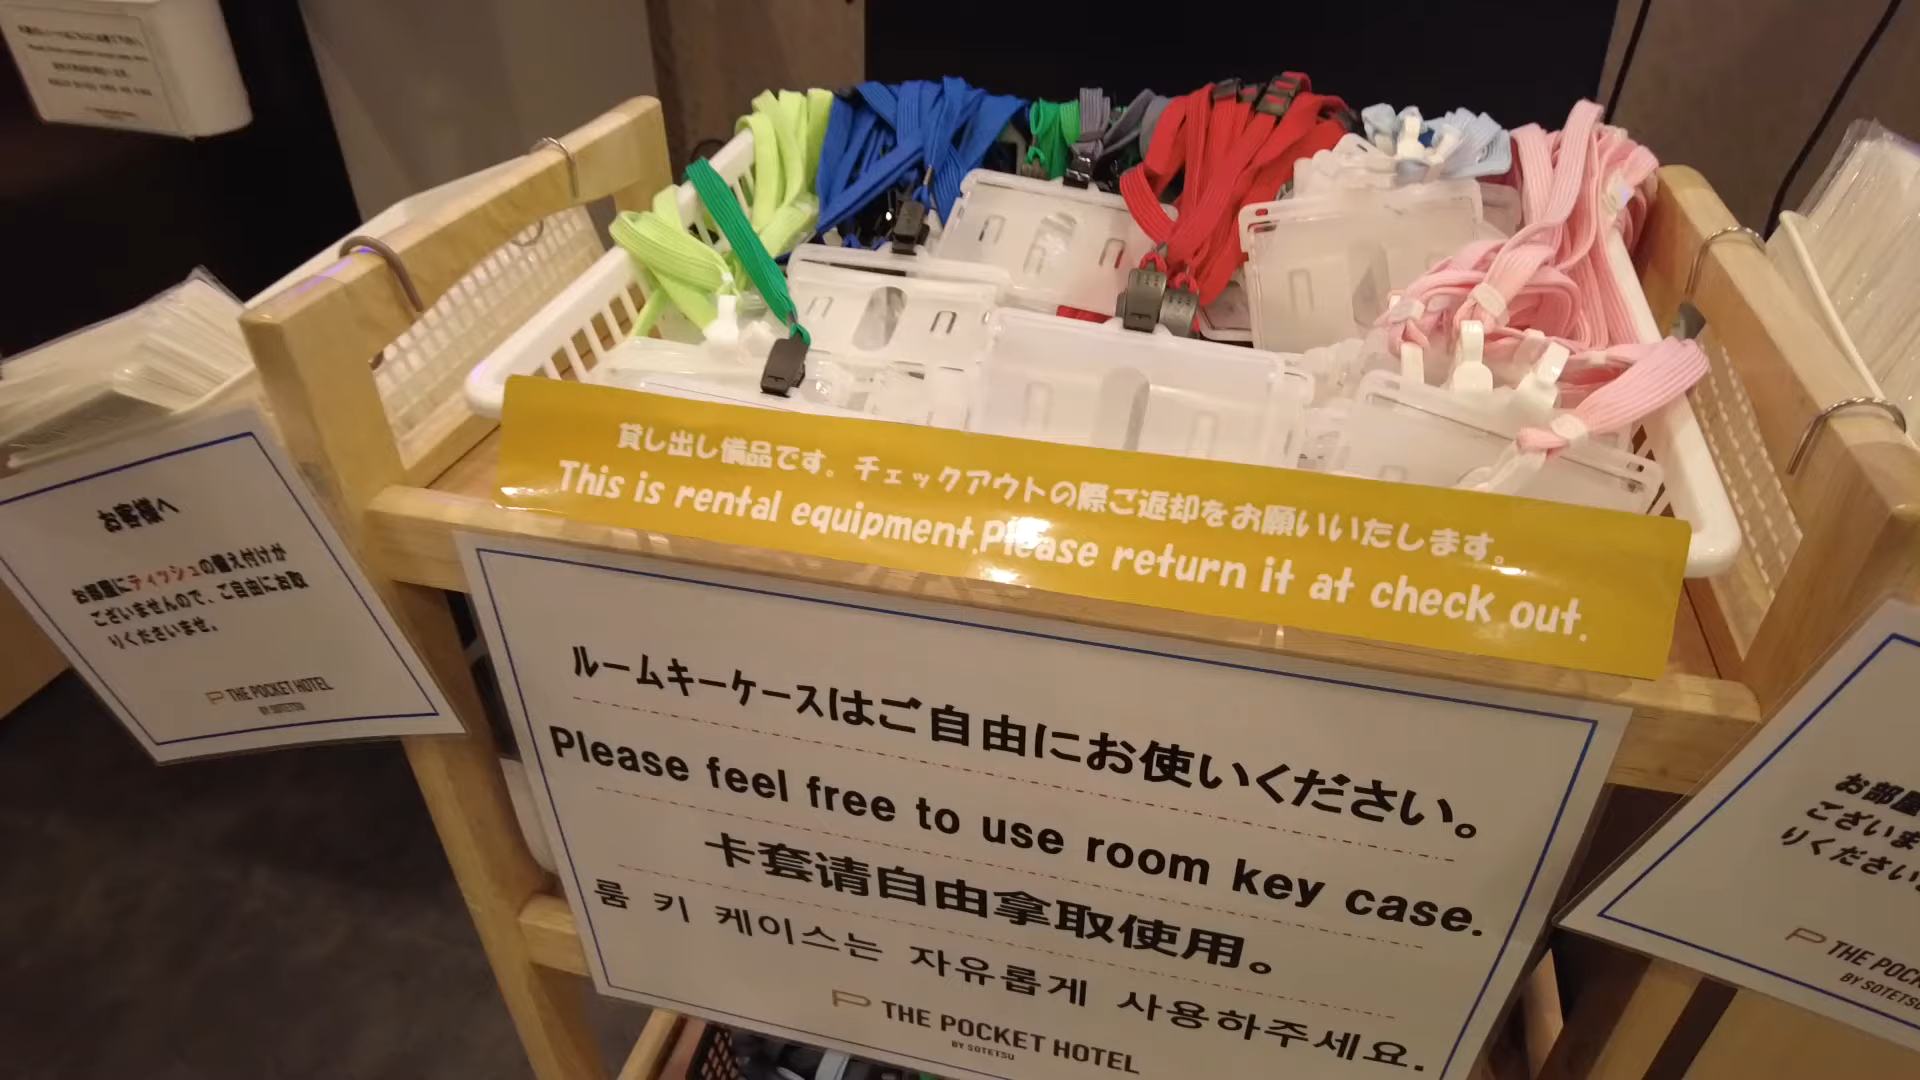 お客様へ
お部屋にティッシュの備え付けが
ございませんので、ご自由にお取
りくださいませ。
THE POCKET HOTEL
BY SOTETSU
貸し出し備品です。チェックアウトの際ご返却をお願いいたします。
This is rental equipment.Please return it at check out.
ルームキーケースはご自由にお使いください。
Please feel free to use room key case.
卡套请自由拿取使用。
룸 키 케이스는 자유롭게 사용하주세요.
THE POCKET HOTEL
BY SOTETSU
お部屋
ございま
りください
THE POC
BY SOTETSU